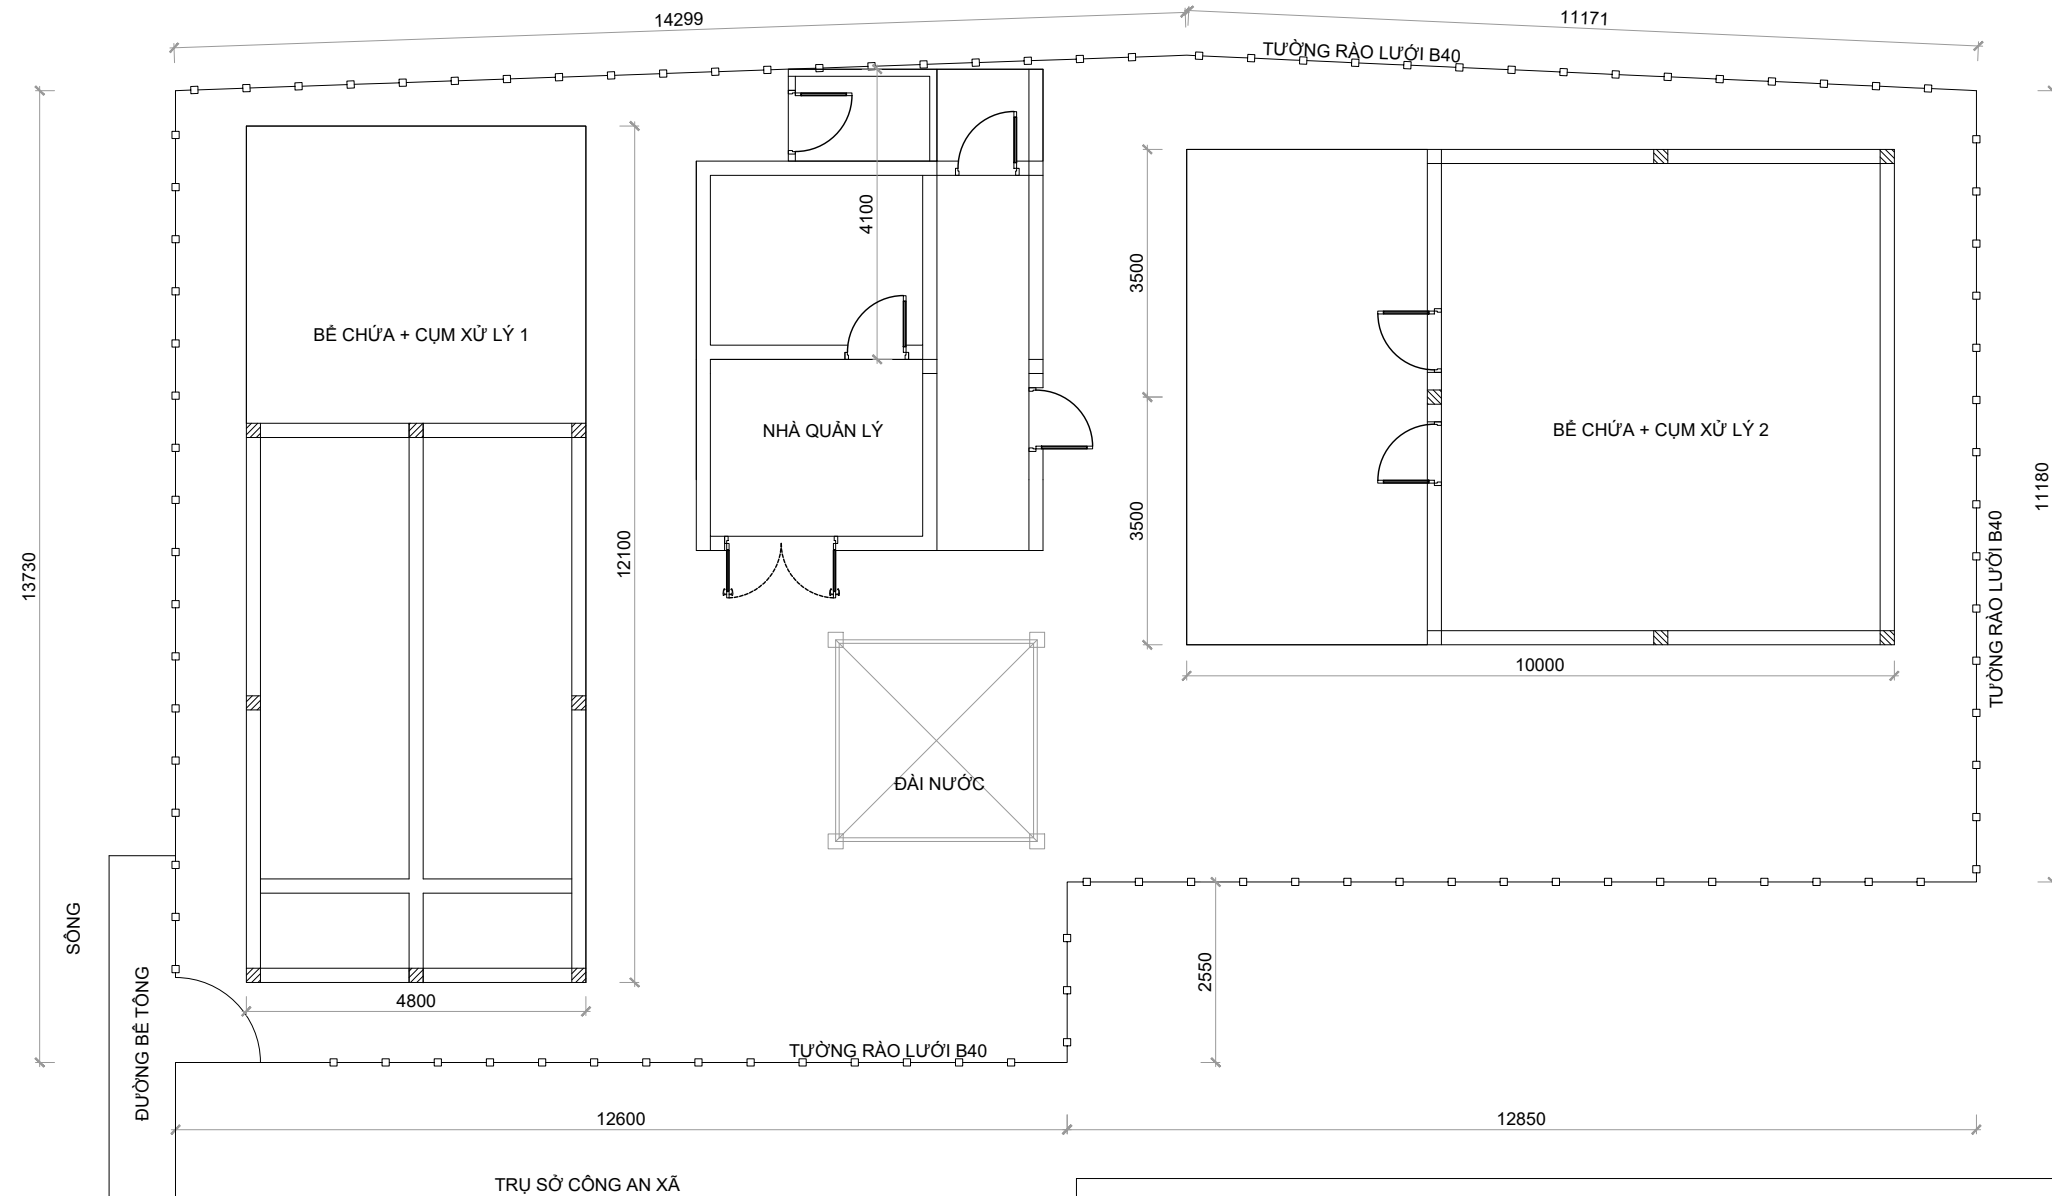 14299
11171
TƯỜNG RÀO LƯỚI B40
4100
3500
BỂ CHỨA + CỤM XỬ LÝ 1
NHÀ QUẢN LÝ
BỂ CHỨA + CỤM XỬ LÝ 2
11180
13730
12100
3500
TƯỜNG RÀO LƯỚI B40
10000
ĐÀI NƯỚC
SÔNG
2550
4800
ĐƯỜNG BÊ TÔNG
TƯỜNG RÀO LƯỚI B40
12600
12850
TRỤ SỞ CÔNG AN XÃ